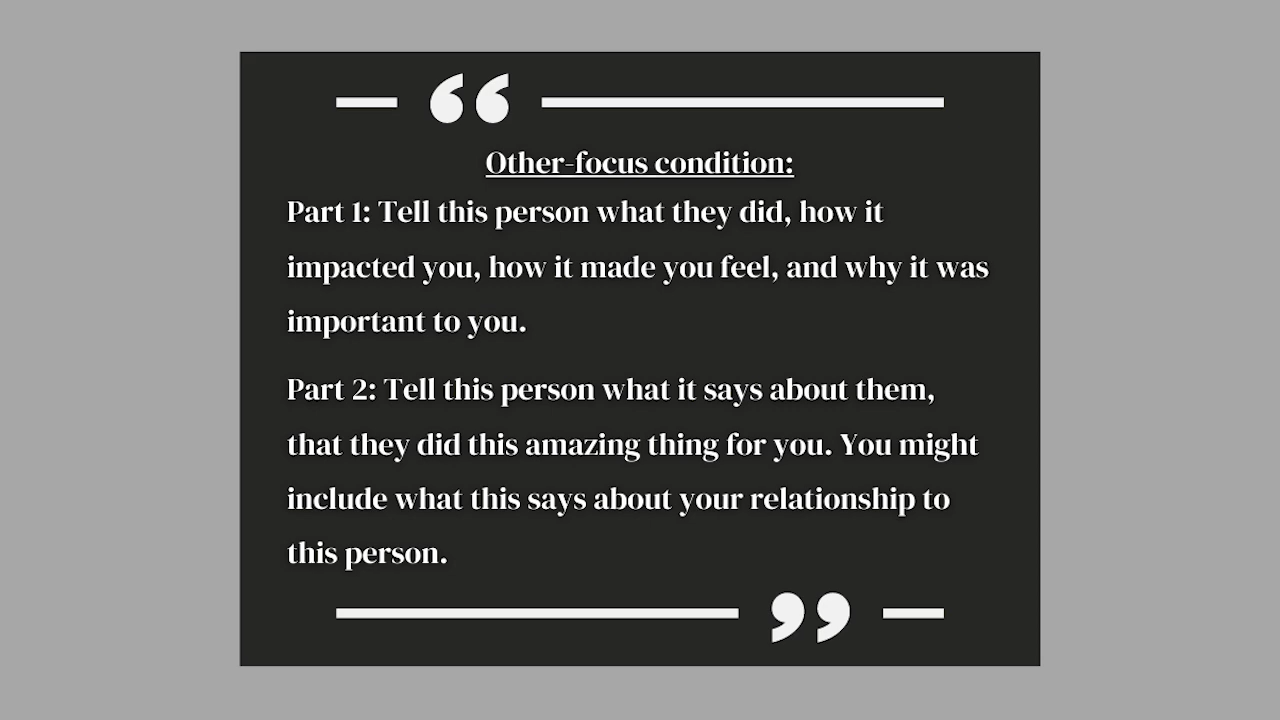 Other-focus condition:
Part 1: Tell this person what they did, how it
impacted you, how it made you feel, and why it was
important to you.
Part 2: Tell this person what it says about them,
that they did this amazing thing for you. You might
include what this says about your relationship to
this person.